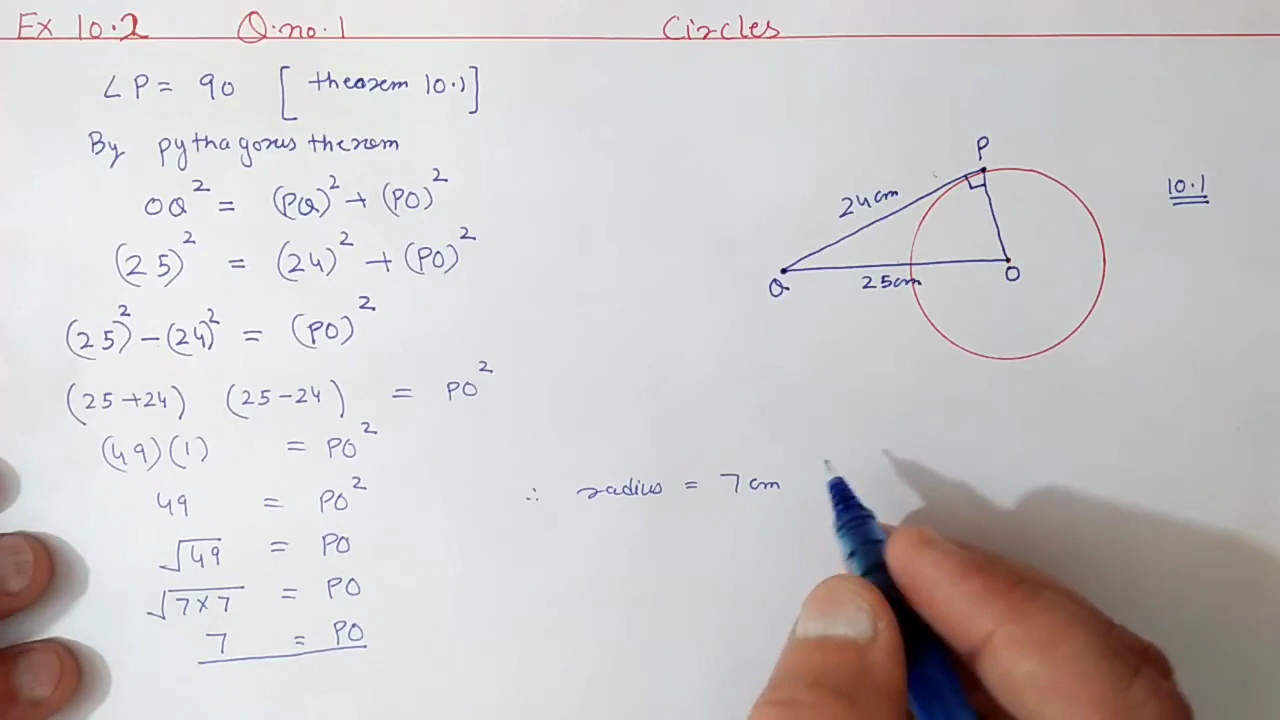 Ex 10.2 Q.no.1 Circles
∠P = 90 [theorem 10.1]
By pythagorus therom
OQ² = (PQ)² + (PO)²
(25)² = (24)² + (PO)²
(25)² - (24)² = (PO)²
(25+24) (25-24) = PO²
(49)(1) = PO²
49 = PO²
√49 = PO
√7×7 = PO
7 = PO
∴ radius = 7cm
P
24cm
10.1
Q
25cm
O